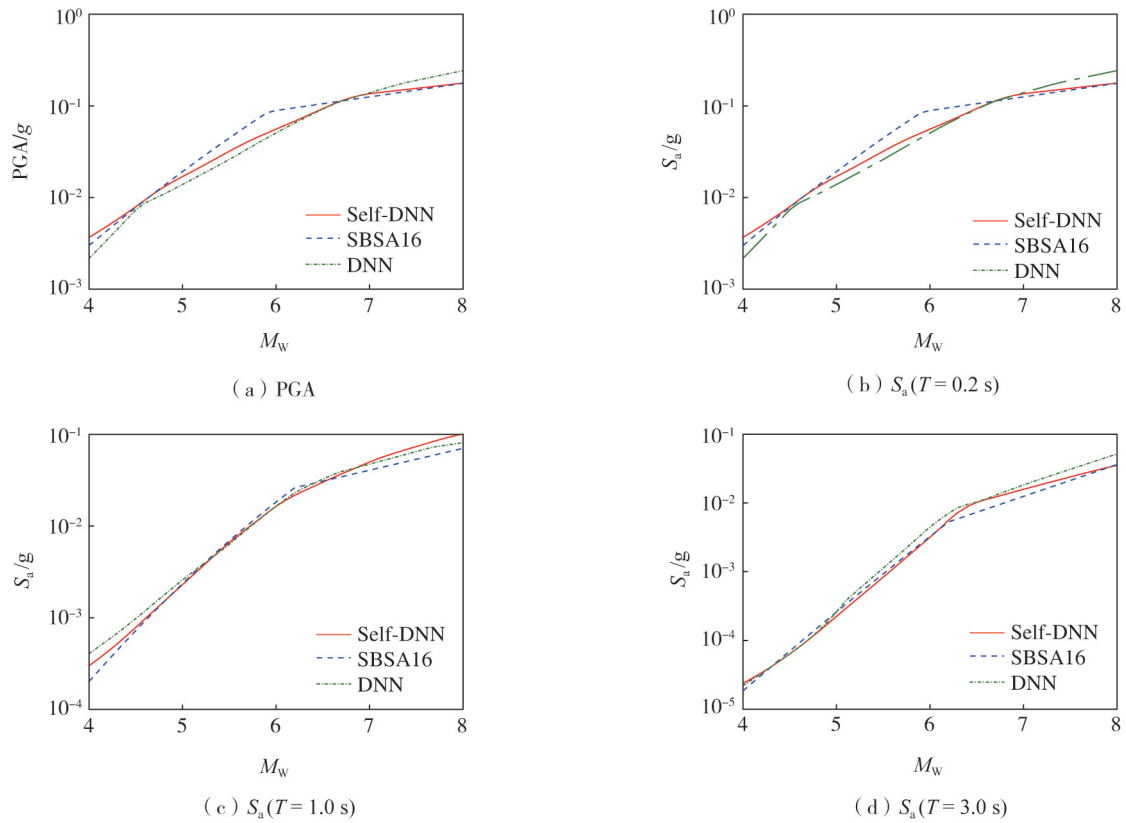 10⁰
10⁻¹
10⁻²
10⁻³
PGA/g
Self-DNN
SBSA16
DNN
4 5 6 7 8
M_W
（a）PGA
10⁰
10⁻¹
10⁻²
10⁻³
S_a/g
Self-DNN
SBSA16
DNN
4 5 6 7 8
M_W
（b）S_a(T = 0.2 s)
10⁻¹
10⁻²
10⁻³
10⁻⁴
S_a/g
Self-DNN
SBSA16
DNN
4 5 6 7 8
M_W
（c）S_a(T = 1.0 s)
10⁻¹
10⁻²
10⁻³
10⁻⁴
10⁻⁵
S_a/g
Self-DNN
SBSA16
DNN
4 5 6 7 8
M_W
（d）S_a(T = 3.0 s)